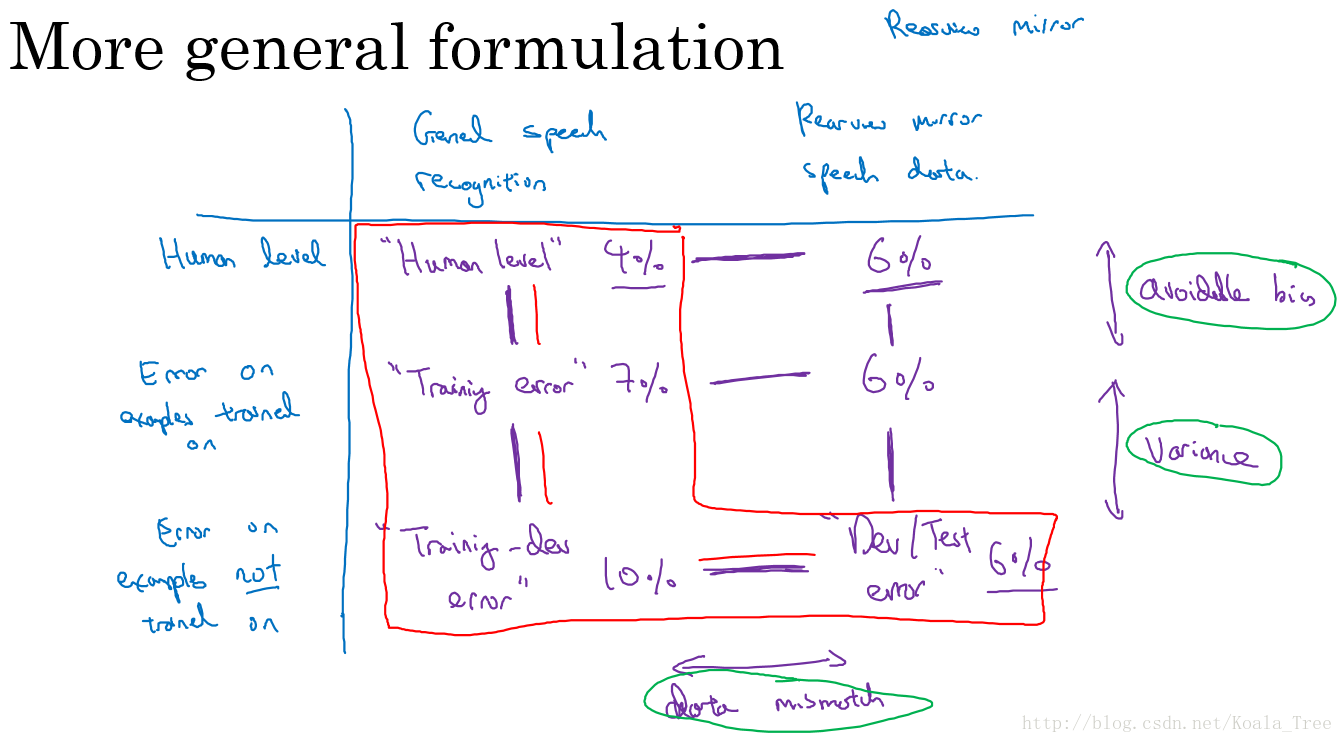 More general formulation
Rearview mirror
General speech
recognition
Rearview mirror
speech data.
Human level
"Human level" 4%
6%
avoidable bias
Error on
examples trained
on
"Training error" 7%
6%
Variance
Error on
examples not
trained on
"Training-dev
error"
10%
"Dev/Test
error"
6%
data mismatch
http://blog.csdn.net/Koala_Tree